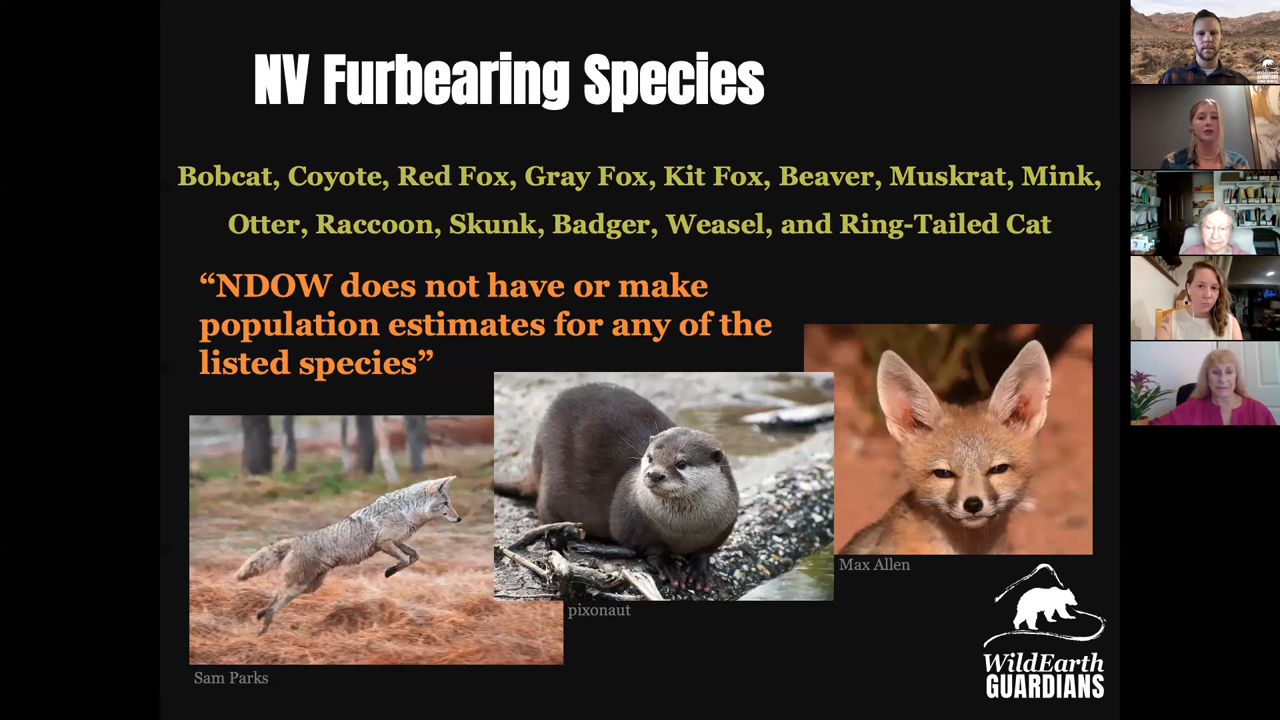 NV Furbearing Species
Bobcat, Coyote, Red Fox, Gray Fox, Kit Fox, Beaver, Muskrat, Mink,
Otter, Raccoon, Skunk, Badger, Weasel, and Ring-Tailed Cat
“NDOW does not have or make
population estimates for any of the
listed species”
Max Allen
pixonaut
Sam Parks
WildEarth
GUARDIANS